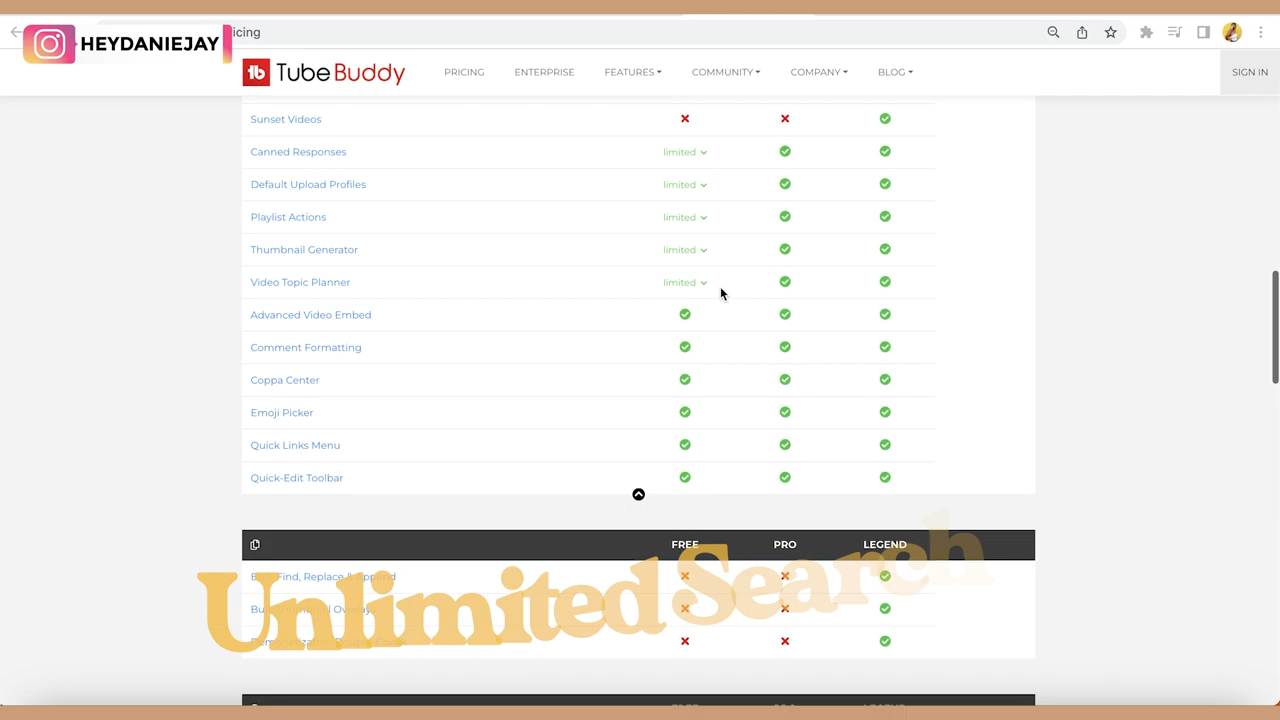 HEYDANIEJAY
icing
TubeBuddy
PRICING ENTERPRISE FEATURES COMMUNITY COMPANY BLOG SIGN IN
Sunset Videos
Canned Responses limited
Default Upload Profiles limited
Playlist Actions limited
Thumbnail Generator limited
Video Topic Planner limited
Advanced Video Embed
Comment Formatting
Coppa Center
Emoji Picker
Quick Links Menu
Quick-Edit Toolbar
FREE PRO LEGEND
Find, Replace & Append
Unlimited Search